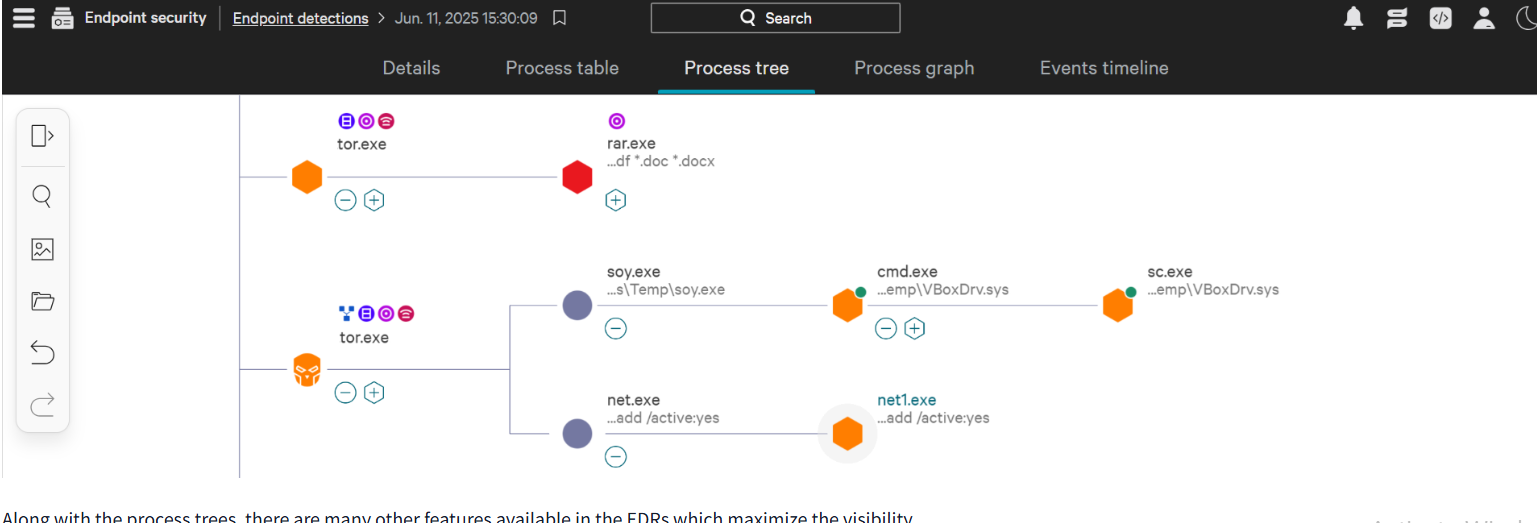 Endpoint security
Endpoint detections > Jun. 11, 2025 15:30:09
Search
Details
Process table
Process tree
Process graph
Events timeline
tor.exe
rar.exe
...df *.doc *.docx
soy.exe
...s\Temp\soy.exe
cmd.exe
...emp\VBoxDrv.sys
sc.exe
...emp\VBoxDrv.sys
tor.exe
net.exe
...add /active:yes
net1.exe
...add /active:yes
Along with the process trees, there are many other features available in the EDRs which maximize the visibility